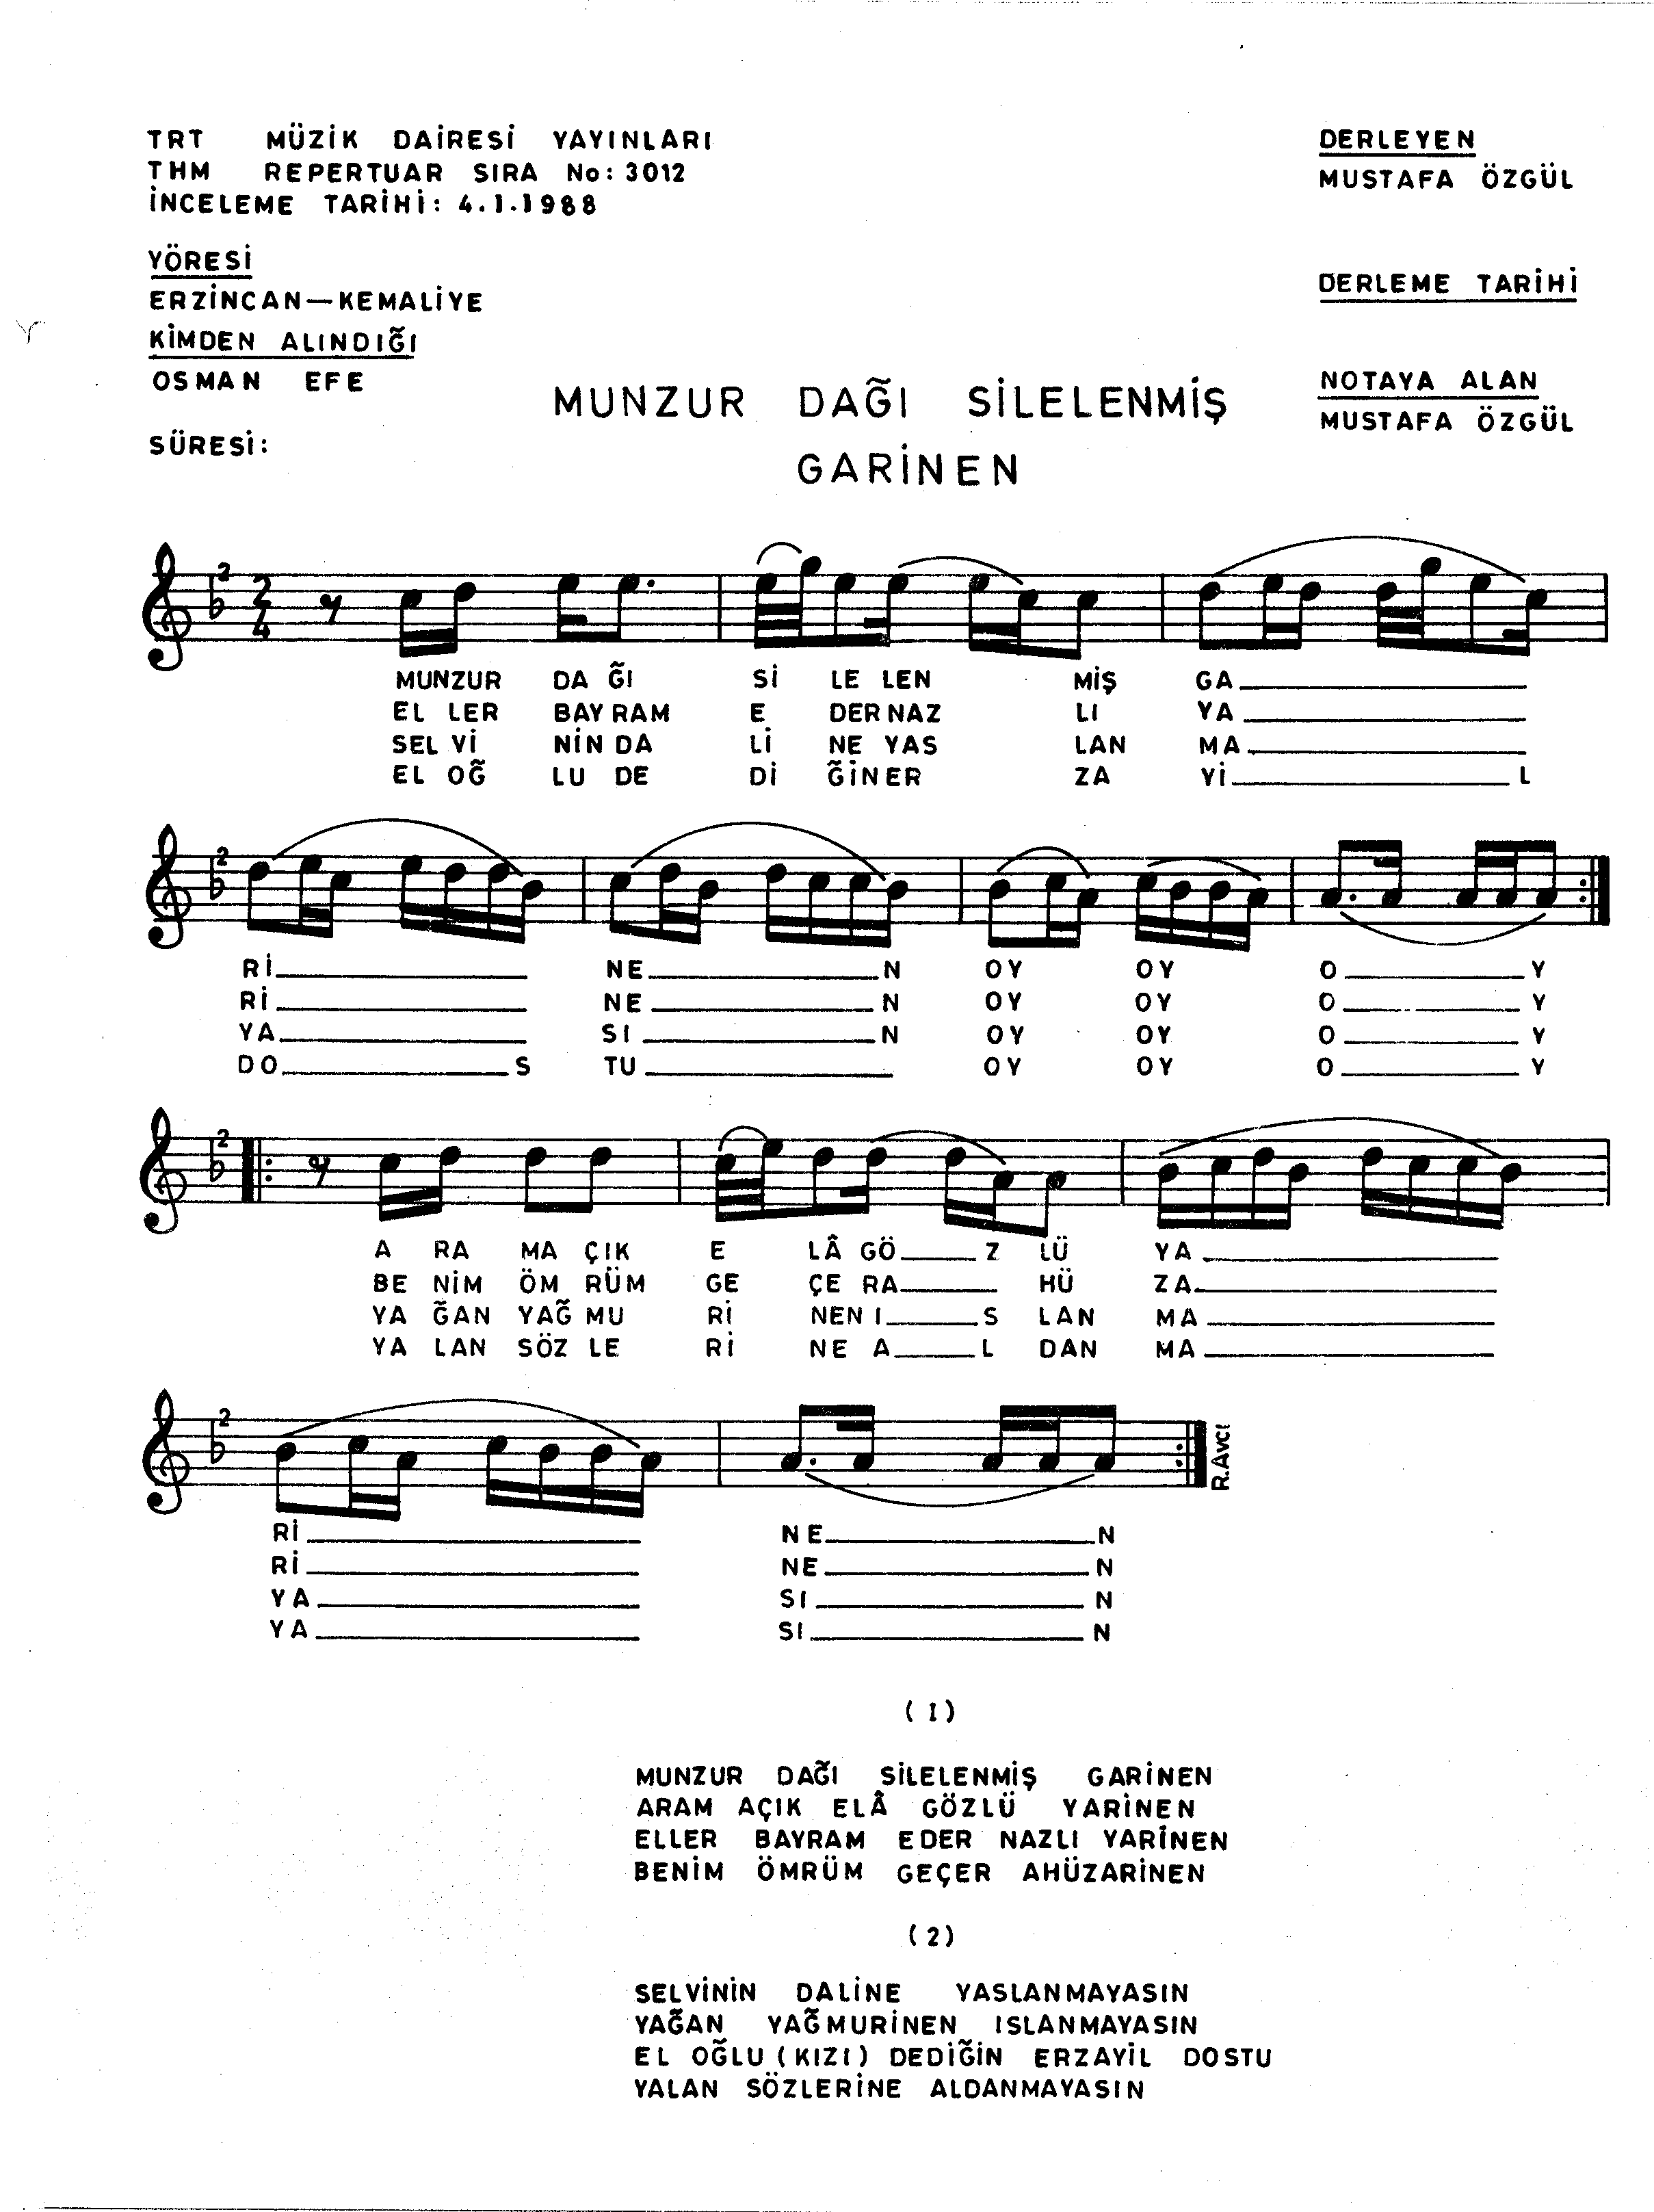 TRT MÜZİK DAİRESİ YAYINLARI
THM REPERTUAR SIRA No: 3012
İNCELEME TARİHİ: 4.1.1988
DERLEYEN
MUSTAFA ÖZGÜL
YÖRESİ
ERZİNCAN—KEMALİYE
DERLEME TARİHİ
KİMDEN ALINDIĞI
OSMAN EFE
NOTAYA ALAN
MUSTAFA ÖZGÜL
SÜRESİ:
MUNZUR DAĞI SİLELENMİŞ
GARİNEN
2 2 4
MUNZUR DA ĞI Sİ LE LEN MİŞ GA
EL LER BAY RAM E DER NAZ LI YA
SEL Vİ NİN DA Lİ NE YAS LAN MA
EL OĞ LU DE Dİ ĞİNER ZA Yİ L
2
Rİ NE N OY OY O Y
Rİ NE N OY OY O Y
YA SI N OY OY O Y
DO S TU OY OY O Y
2
A RA MA ÇIK E LÂ GÖ Z LÜ YA
BE NİM ÖM RÜM GE ÇE RA HÜ ZA
YA ĞAN YAĞ MU Rİ NEN I S LAN MA
YA LAN SÖZ LE Rİ NE A L DAN MA
2
R.AVCI
Rİ NE N
Rİ NE N
YA SI N
YA SI N
(1)
MUNZUR DAĞI SİLELENMİŞ GARİNEN
ARAM AÇIK ELÂ GÖZLÜ YARİNEN
ELLER BAYRAM EDER NAZLI YARİNEN
BENİM ÖMRÜM GEÇER AHÜZARİNEN
(2)
SELVİNİN DALİNE YASLANMAYASIN
YAĞAN YAĞMURİNEN ISLANMAYASIN
EL OĞLU (KIZI) DEDİĞİN ERZAYİL DOSTU
YALAN SÖZLERİNE ALDANMAYASIN